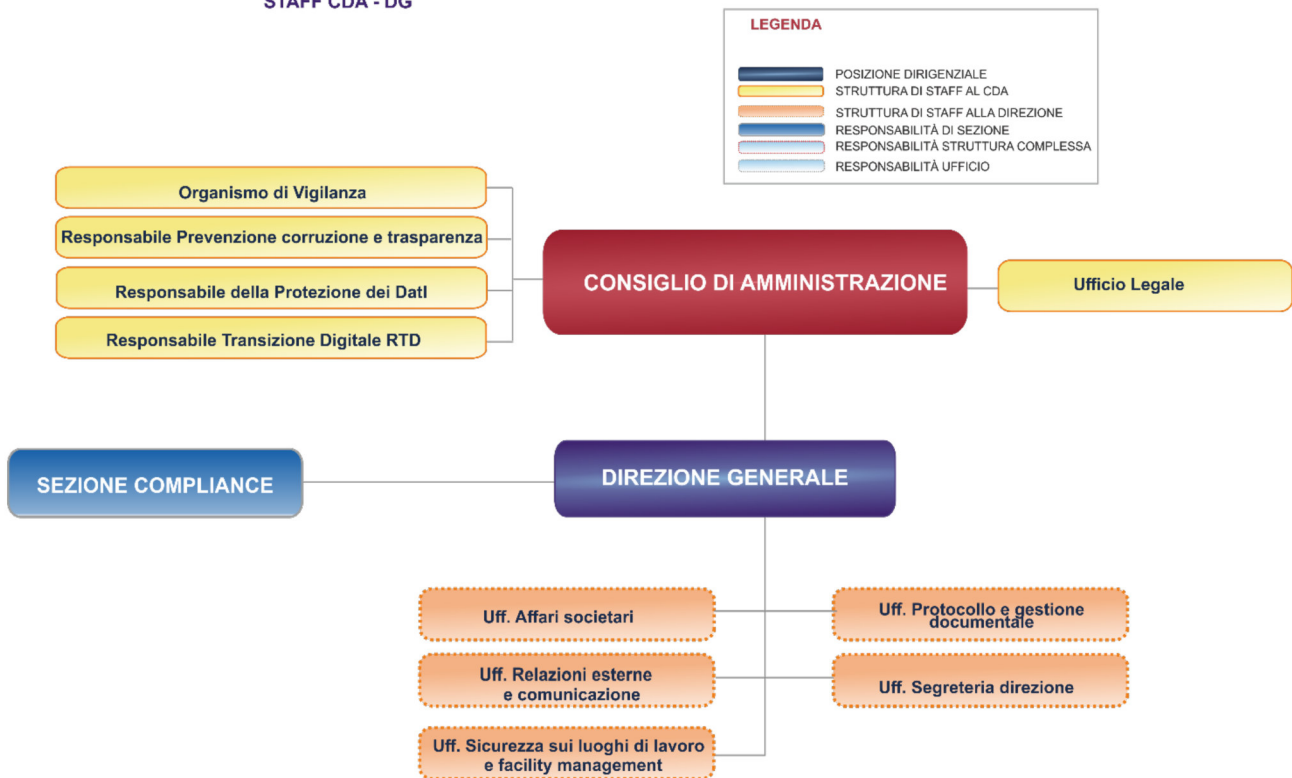 STAFF CDA - DG
LEGENDA
POSIZIONE DIRIGENZIALE
STRUTTURA DI STAFF AL CDA
STRUTTURA DI STAFF ALLA DIREZIONE
RESPONSABILITÀ DI SEZIONE
RESPONSABILITÀ STRUTTURA COMPLESSA
RESPONSABILITÀ UFFICIO
Organismo di Vigilanza
Responsabile Prevenzione corruzione e trasparenza
Responsabile della Protezione dei DatI
Responsabile Transizione Digitale RTD
CONSIGLIO DI AMMINISTRAZIONE
Ufficio Legale
SEZIONE COMPLIANCE
DIREZIONE GENERALE
Uff. Affari societari
Uff. Protocollo e gestione
documentale
Uff. Relazioni esterne
e comunicazione
Uff. Segreteria direzione
Uff. Sicurezza sui luoghi di lavoro
e facility management